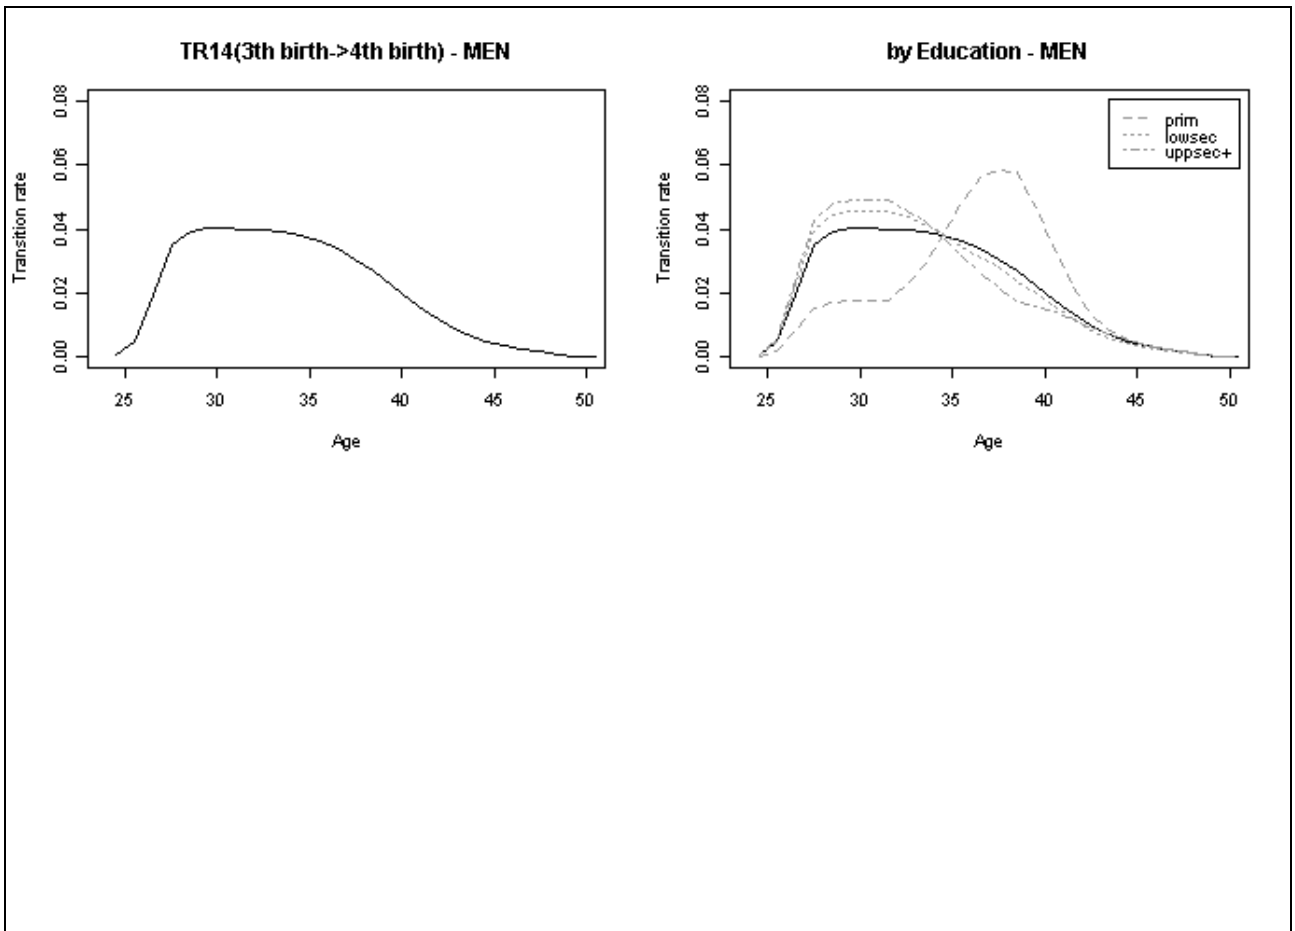 TR14(3th birth->4th birth) - MEN
Transition rate
0.00 0.02 0.04 0.06 0.08
25 30 35 40 45 50
Age
by Education - MEN
Transition rate
0.00 0.02 0.04 0.06 0.08
25 30 35 40 45 50
Age
prim
lowsec
uppsec+